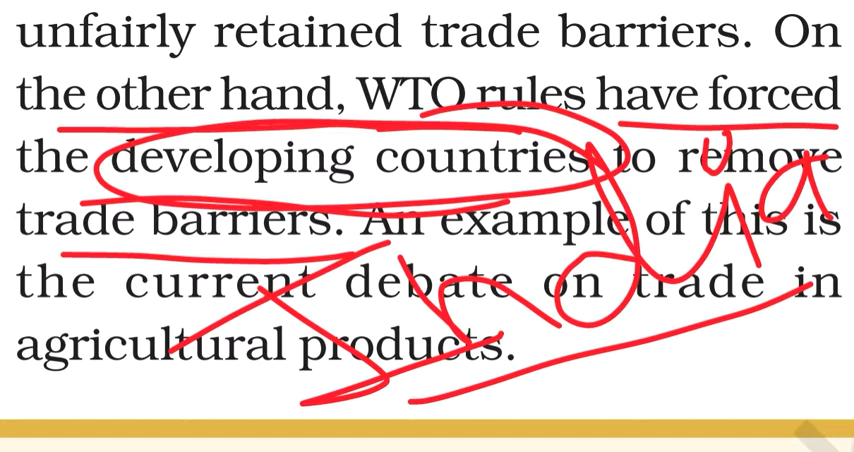 unfairly retained trade barriers. On
the other hand, WTO rules have forced
the developing countries to remove
trade barriers. An example of this is
the current debate on trade in
agricultural products.
India